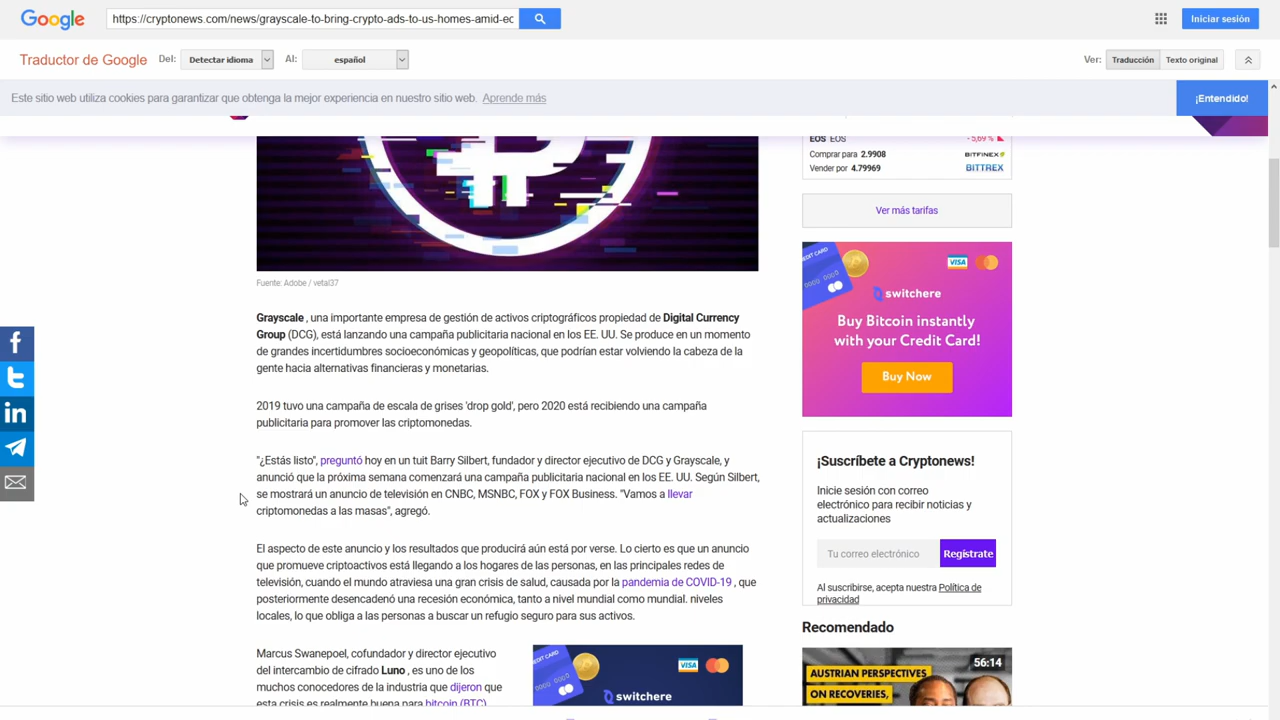 Google
https://cryptonews.com/news/grayscale-to-bring-crypto-ads-to-us-homes-amid-ec
Iniciar sesión
Traductor de Google
Del:
Detectar idioma
Al:
español
Ver:
Traducción
Texto original
Este sitio web utiliza cookies para garantizar que obtenga la mejor experiencia en nuestro sitio web. Aprende más
¡Entendido!
EOS EOS
- 5,69 %
Comprar para 2.9908
BITFINEX
Vender por 4.79969
BITTREX
Ver más tarifas
CREDIT CARD
VISA
switchere
Buy Bitcoin instantly
with your Credit Card!
Buy Now
Fuente: Adobe / vetal37
Grayscale , una importante empresa de gestión de activos criptográficos propiedad de Digital Currency
Group (DCG), está lanzando una campaña publicitaria nacional en los EE. UU. Se produce en un momento
de grandes incertidumbres socioeconómicas y geopolíticas, que podrían estar volviendo la cabeza de la
gente hacia alternativas financieras y monetarias.
2019 tuvo una campaña de escala de grises 'drop gold', pero 2020 está recibiendo una campaña
publicitaria para promover las criptomonedas.
"¿Estás listo", preguntó hoy en un tuit Barry Silbert, fundador y director ejecutivo de DCG y Grayscale, y
anunció que la próxima semana comenzará una campaña publicitaria nacional en los EE. UU. Según Silbert,
se mostrará un anuncio de televisión en CNBC, MSNBC, FOX y FOX Business. "Vamos a llevar
criptomonedas a las masas", agregó.
El aspecto de este anuncio y los resultados que producirá aún está por verse. Lo cierto es que un anuncio
que promueve criptoactivos está llegando a los hogares de las personas, en las principales redes de
televisión, cuando el mundo atraviesa una gran crisis de salud, causada por la pandemia de COVID-19 , que
posteriormente desencadenó una recesión económica, tanto a nivel mundial como mundial. niveles
locales, lo que obliga a las personas a buscar un refugio seguro para sus activos.
Marcus Swanepoel, cofundador y director ejecutivo
del intercambio de cifrado Luno , es uno de los
muchos conocedores de la industria que dijeron que
esta crisis es realmente buena para bitcoin (BTC)
CREDIT CARD
VISA
switchere
¡Suscríbete a Cryptonews!
Inicie sesión con correo
electrónico para recibir noticias y
actualizaciones
Tu correo electrónico
Regístrate
Al suscribirse, acepta nuestra Política de
privacidad
Recomendado
56:14
AUSTRIAN PERSPECTIVES
ON RECOVERIES,